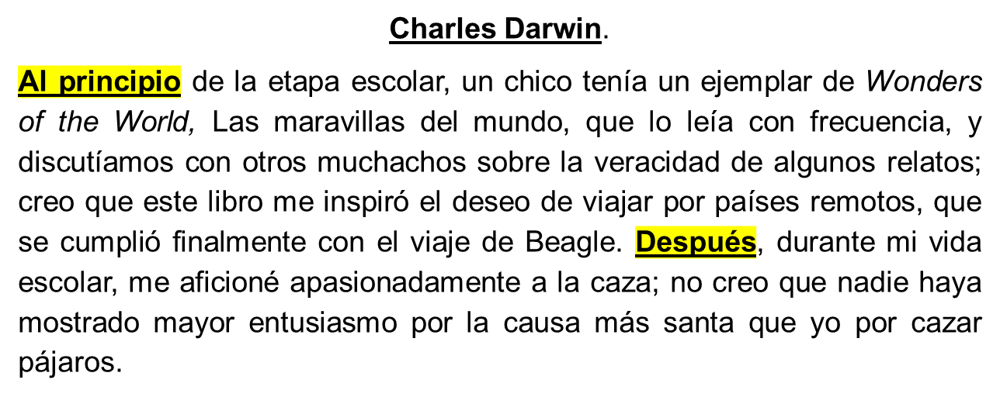 Charles Darwin.
Al principio de la etapa escolar, un chico tenía un ejemplar de Wonders
of the World, Las maravillas del mundo, que lo leía con frecuencia, y
discutíamos con otros muchachos sobre la veracidad de algunos relatos;
creo que este libro me inspiró el deseo de viajar por países remotos, que
se cumplió finalmente con el viaje de Beagle. Después, durante mi vida
escolar, me aficioné apasionadamente a la caza; no creo que nadie haya
mostrado mayor entusiasmo por la causa más santa que yo por cazar
pájaros.